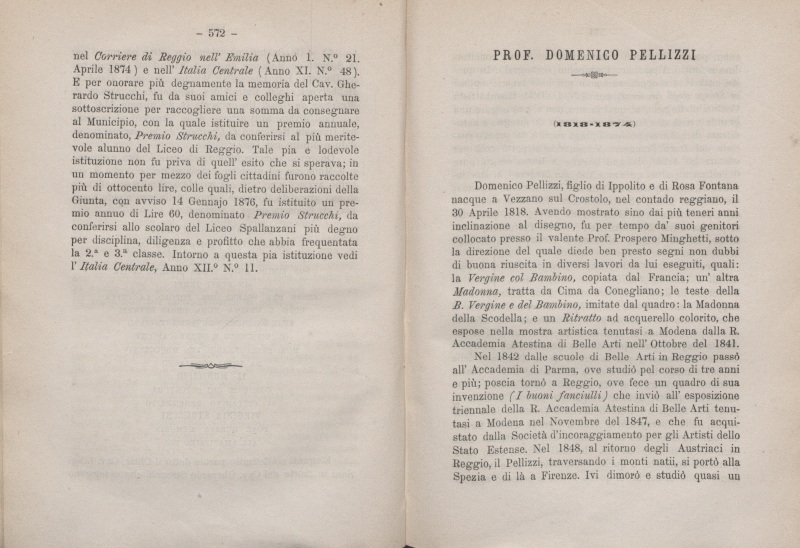 – 572 –
nel Corriere di Reggio nell' Emilia (Anno 1. N.º 21.
Aprile 1874) e nell' Italia Centrale (Anno XI. N.º 48).
E per onorare più degnamente la memoria del Cav. Ghe-
rardo Strucchi, fu da suoi amici e colleghi aperta una
sottoscrizione per raccogliere una somma da consegnare
al Municipio, con la quale istituire un premio annuale,
denominato, Premio Strucchi, da conferirsi al più merite-
vole alunno del Liceo di Reggio. Tale pia e lodevole
istituzione non fu priva di quell' esito che si sperava; in
un momento per mezzo dei fogli cittadini furono raccolte
più di ottocento lire, colle quali, dietro deliberazioni della
Giunta, con avviso 14 Gennajo 1876, fu istituito un pre-
mio annuo di Lire 60, denominato Premio Strucchi, da
conferirsi allo scolaro del Liceo Spallanzani più degno
per disciplina, diligenza e profitto che abbia frequentata
la 2.ª e 3.ª classe. Intorno a questa pia istituzione vedi
l' Italia Centrale, Anno XII.º N.º 11.
PROF. DOMENICO PELLIZZI
(1818-1874)
Domenico Pellizzi, figlio di Ippolito e di Rosa Fontana
nacque a Vezzano sul Crostolo, nel contado reggiano, il
30 Aprile 1818. Avendo mostrato sino dai più teneri anni
inclinazione al disegno, fu per tempo da' suoi genitori
collocato presso il valente Prof. Prospero Minghetti, sotto
la direzione del quale diede ben presto segni non dubbi
di buona riuscita in diversi lavori da lui eseguiti, quali:
la Vergine col Bambino, copiata dal Francia; un' altra
Madonna, tratta da Cima da Conegliano; le teste della
B. Vergine e del Bambino, imitate dal quadro: la Madonna
della Scodella; e un Ritratto ad acquerello colorito, che
espose nella mostra artistica tenutasi a Modena dalla R.
Accademia Atestina di Belle Arti nell' Ottobre del 1841.
Nel 1842 dalle scuole di Belle Arti in Reggio passò
all' Accademia di Parma, ove studiò pel corso di tre anni
e più; poscia tornò a Reggio, ove fece un quadro di sua
invenzione (I buoni fanciulli) che inviò all' esposizione
triennale della R. Accademia Atestina di Belle Arti tenu-
tasi a Modena nel Novembre del 1847, e che fu acqui-
stato dalla Società d'incoraggiamento per gli Artisti dello
Stato Estense. Nel 1848, al ritorno degli Austriaci in
Reggio, il Pellizzi, traversando i monti natii, si portò alla
Spezia e di là a Firenze. Ivi dimorò e studiò quasi un